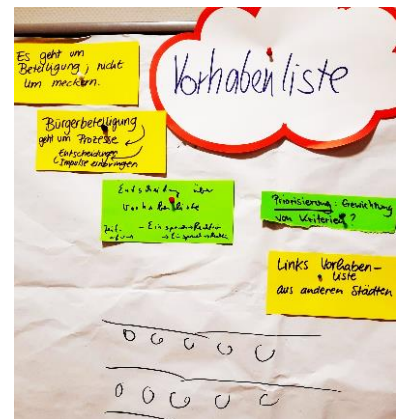 Es geht um
Beteiligung, nicht
um meckern.
Vorhabenliste
Bürgerbeteiligung
geht um Prozesse
Entscheidungs
Impulse einbringen
Entscheidung über
Vorhabenliste
Priorisierung: Gewichtung
von Kriterien?
Links Vorhaben-
liste
aus anderen Städten